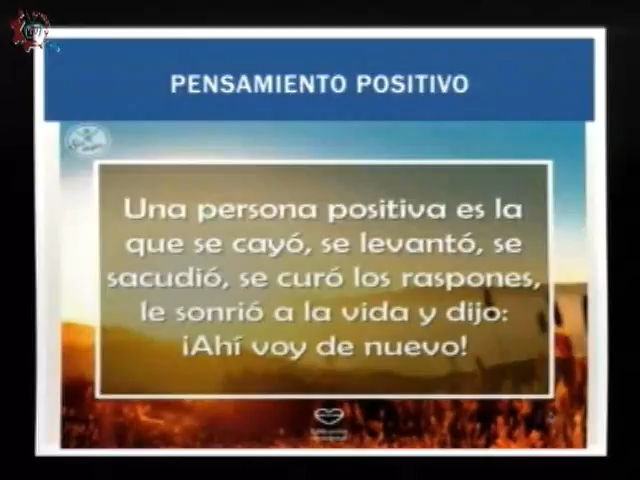 PENSAMIENTO POSITIVO
Una persona positiva es la
que se cayó, se levantó, se
sacudió, se curó los raspones,
le sonrió a la vida y dijo:
¡Ahí voy de nuevo!